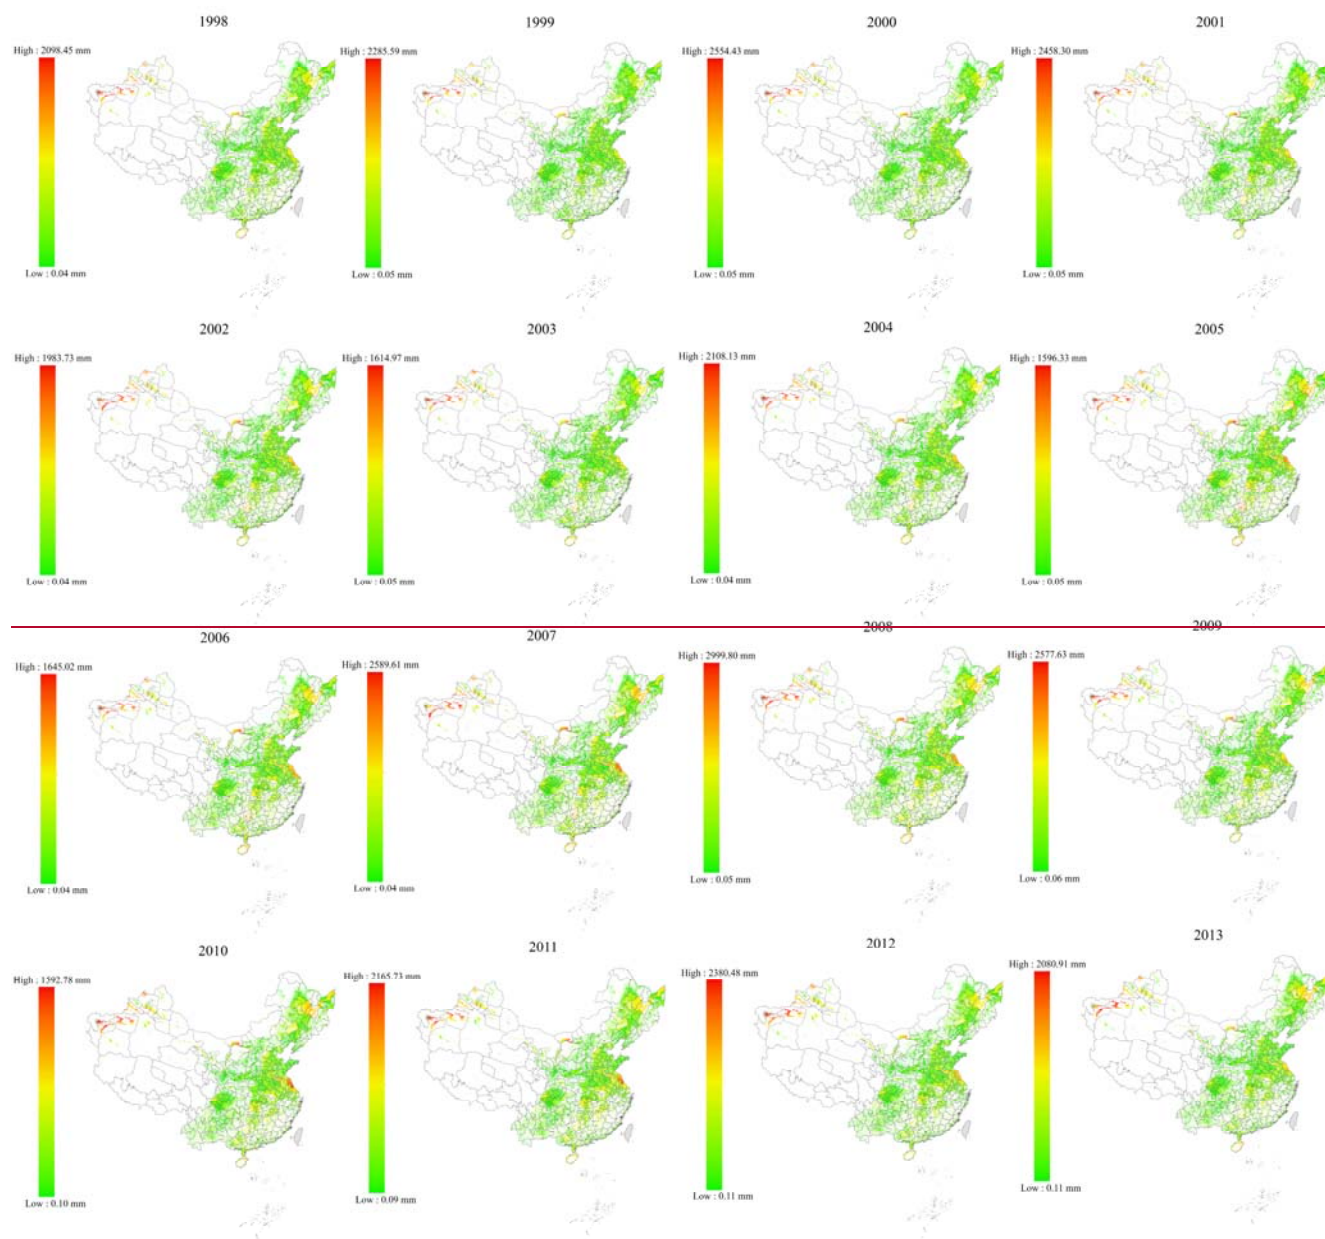 1998
1999
2000
2001
High : 2098.45 mm
High : 2285.59 mm
High : 2554.43 mm
High : 2458.30 mm
Low : 0.04 mm
Low : 0.05 mm
Low : 0.05 mm
Low : 0.05 mm
2002
2003
2004
2005
High : 1983.73 mm
High : 1614.97 mm
High : 2108.13 mm
High : 1596.33 mm
Low : 0.04 mm
Low : 0.05 mm
Low : 0.04 mm
Low : 0.05 mm
2006
2007
2008
2009
High : 1645.02 mm
High : 2589.61 mm
High : 2999.80 mm
High : 2577.63 mm
Low : 0.04 mm
Low : 0.04 mm
Low : 0.05 mm
Low : 0.06 mm
2010
2011
2012
2013
High : 1592.78 mm
High : 2165.73 mm
High : 2380.48 mm
High : 2080.91 mm
Low : 0.10 mm
Low : 0.09 mm
Low : 0.11 mm
Low : 0.11 mm